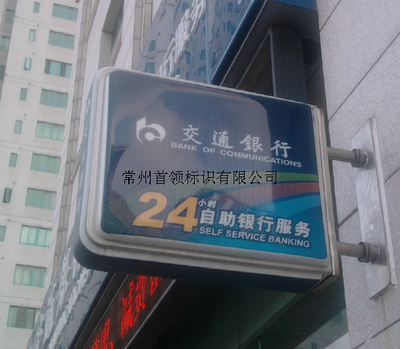 交通銀行
BANK OF COMMUNICATIONS
常州首领标识有限公司
24小时
自助银行服务
SELF SERVICE BANKING